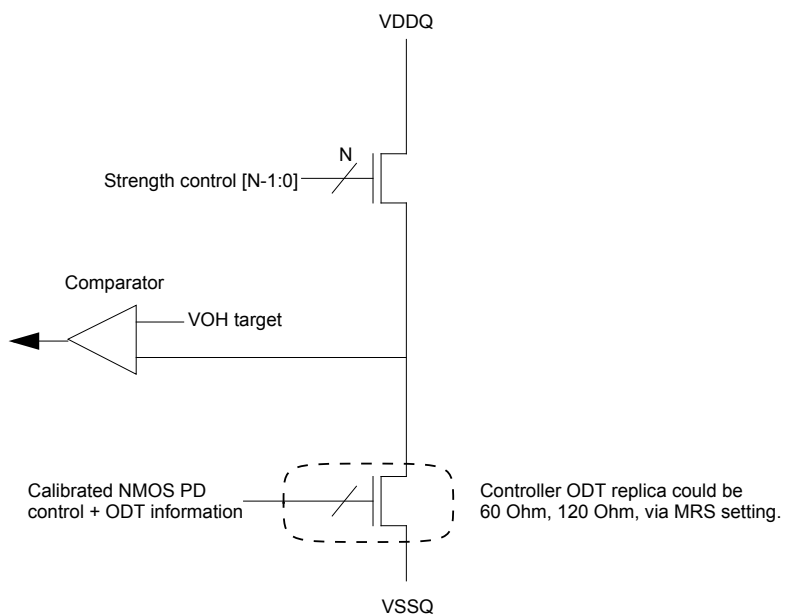 VDDQ
N
Strength control [N-1:0]
Comparator
VOH target
Calibrated NMOS PD
control + ODT information
Controller ODT replica could be
60 Ohm, 120 Ohm, via MRS setting.
VSSQ